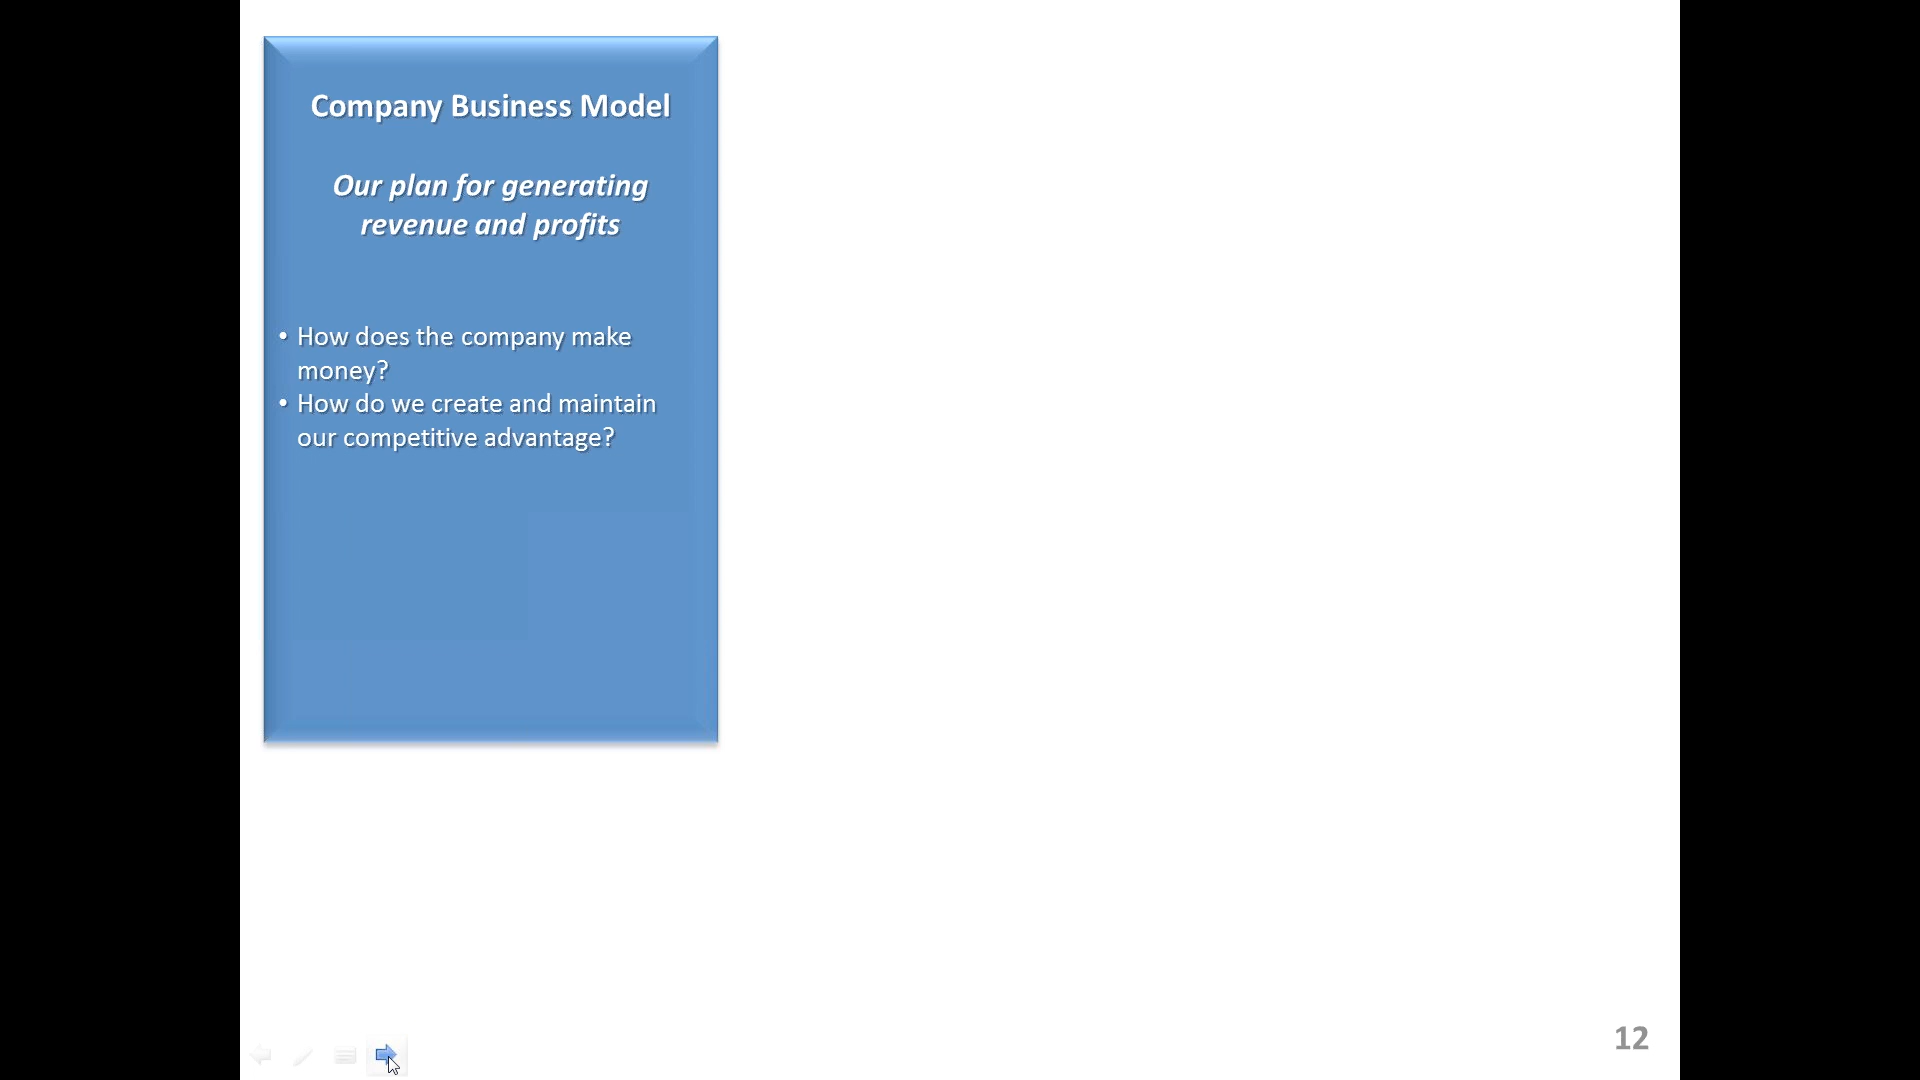 Company Business Model
Our plan for generating
revenue and profits
• How does the company make
money?
• How do we create and maintain
our competitive advantage?
12